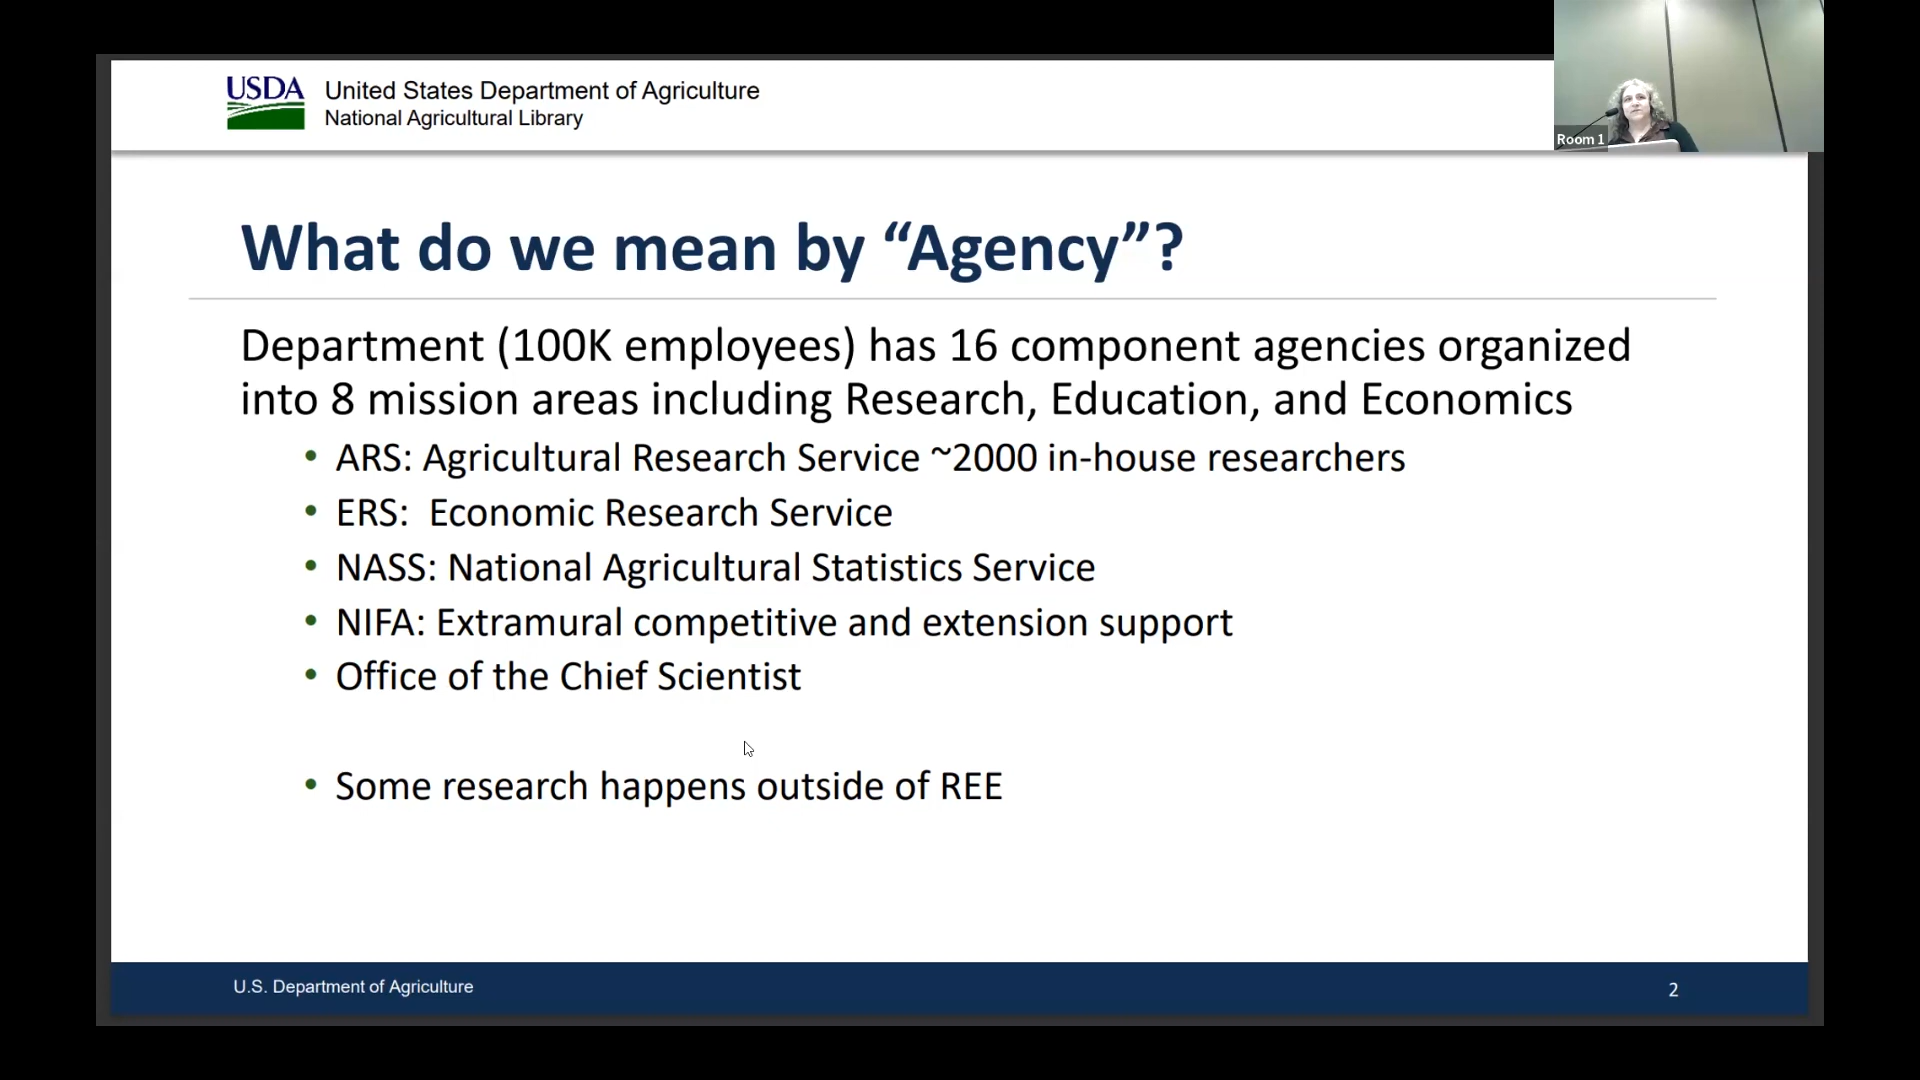 USDA
United States Department of Agriculture
National Agricultural Library
Room 1
What do we mean by “Agency”?
Department (100K employees) has 16 component agencies organized
into 8 mission areas including Research, Education, and Economics
• ARS: Agricultural Research Service ~2000 in-house researchers
• ERS:  Economic Research Service
• NASS: National Agricultural Statistics Service
• NIFA: Extramural competitive and extension support
• Office of the Chief Scientist
• Some research happens outside of REE
U.S. Department of Agriculture
2